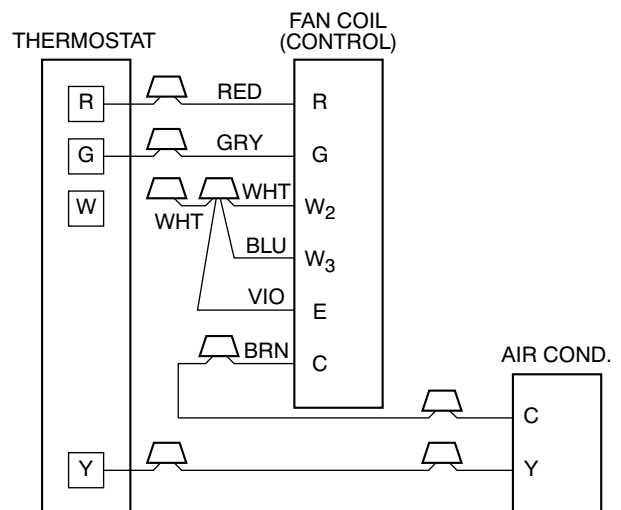 FAN COIL
(CONTROL)
THERMOSTAT
R RED R
G GRY G
W WHT WHT W2
BLU W3
VIO E
BRN C
AIR COND.
C
Y Y